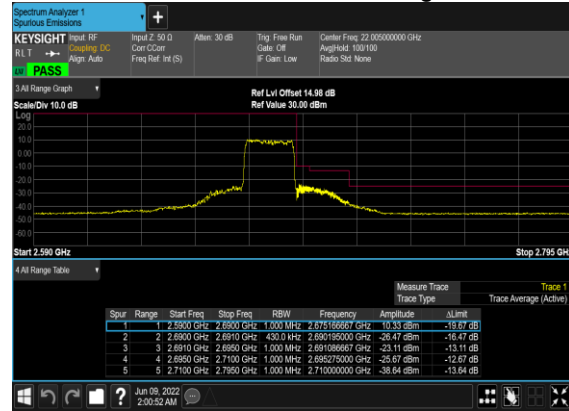 Spectrum Analyzer 1
Spurious Emissions
+
KEYSIGHT Input: RF Input Z: 50 Ω Atten: 30 dB Trig: Free Run Center Freq: 22.005000000 GHz
RLT Coupling: DC Corr CCorr Gate: Off Avg|Hold: 100/100
Align: Auto Freq Ref: Int (S) IF Gain: Low Radio Std: None
PASS
3 All Range Graph
Ref Lvl Offset 14.98 dB
Scale/Div 10.0 dB Ref Value 30.00 dBm
Log
20.0
10.0
0.00
-10.0
-20.0
-30.0
-40.0
-50.0
-60.0
Start 2.590 GHz Stop 2.795 GH
4 All Range Table
Measure Trace Trace 1
Trace Type Trace Average (Active)
Spur Range Start Freq Stop Freq RBW Frequency Amplitude ΔLimit
1 1 2.5900 GHz 2.6900 GHz 1.000 MHz 2.675166667 GHz 10.33 dBm -19.67 dB
2 2 2.6900 GHz 2.6910 GHz 430.0 kHz 2.690195000 GHz -26.47 dBm -16.47 dB
3 3 2.6910 GHz 2.6950 GHz 1.000 MHz 2.691086667 GHz -23.11 dBm -13.11 dB
4 4 2.6950 GHz 2.7100 GHz 1.000 MHz 2.695275000 GHz -25.67 dBm -12.67 dB
5 5 2.7100 GHz 2.7950 GHz 1.000 MHz 2.710000000 GHz -38.64 dBm -13.64 dB
? Jun 09, 2022
2:00:52 AM